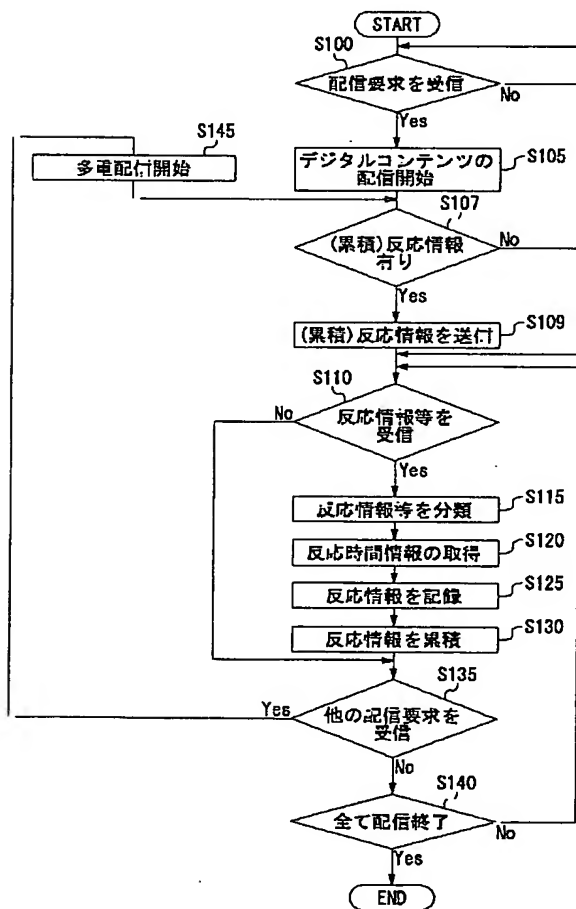 START
S100
配信要求を受信
No
Yes
S145
多重配付開始
デジタルコンテンツの
配信開始
S105
S107
(累積)反応情報
有り
No
Yes
(累積)反応情報を送付
S109
S110
No
反応情報等を
受信
Yes
反応情報等を分類
S115
反応時間情報の取得
S120
反応情報を記録
S125
反応情報を累積
S130
S135
Yes
他の配信要求を
受信
No
S140
全て配信終了
No
Yes
END